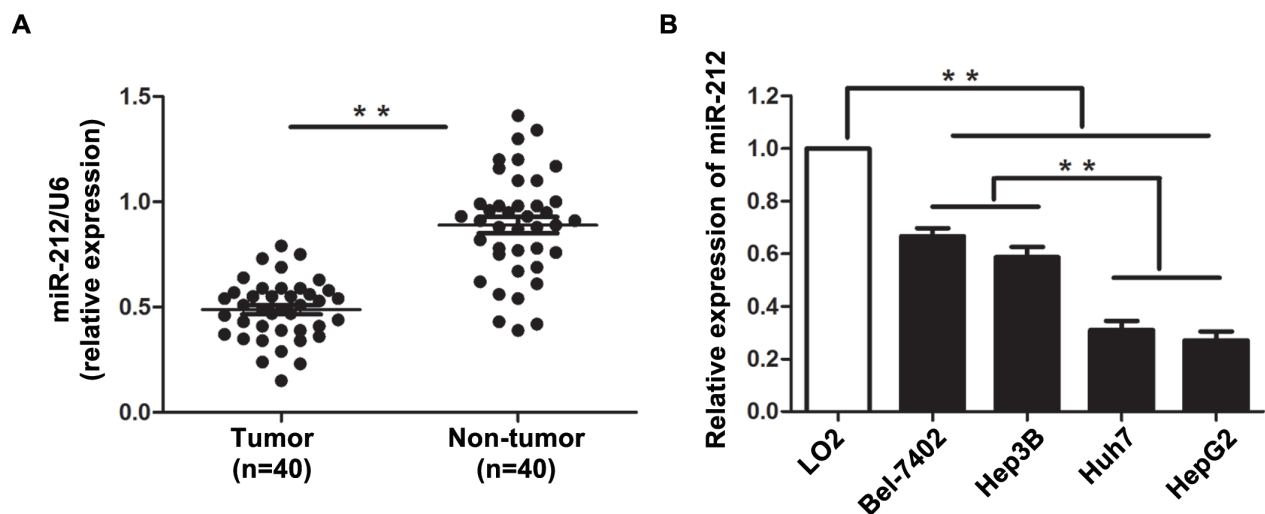 A
miR-212/U6
(relative expression)
1.5
1.0
0.5
0.0
* *
Tumor
(n=40)
Non-tumor
(n=40)
B
Relative expression of miR-212
1.2
1.0
0.8
0.6
0.4
0.2
0.0
* *
* *
LO2
Bel-7402
Hep3B
Huh7
HepG2